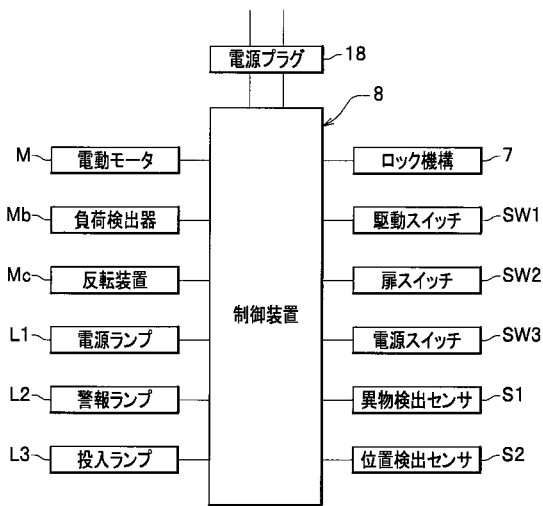 電源プラグ 18
8
M 電動モータ ロック機構 7
Mb 負荷検出器 駆動スイッチ SW1
Mc 反転装置 扉スイッチ SW2
制御装置
L1 電源ランプ 電源スイッチ SW3
L2 警報ランプ 異物検出センサ S1
L3 投入ランプ 位置検出センサ S2